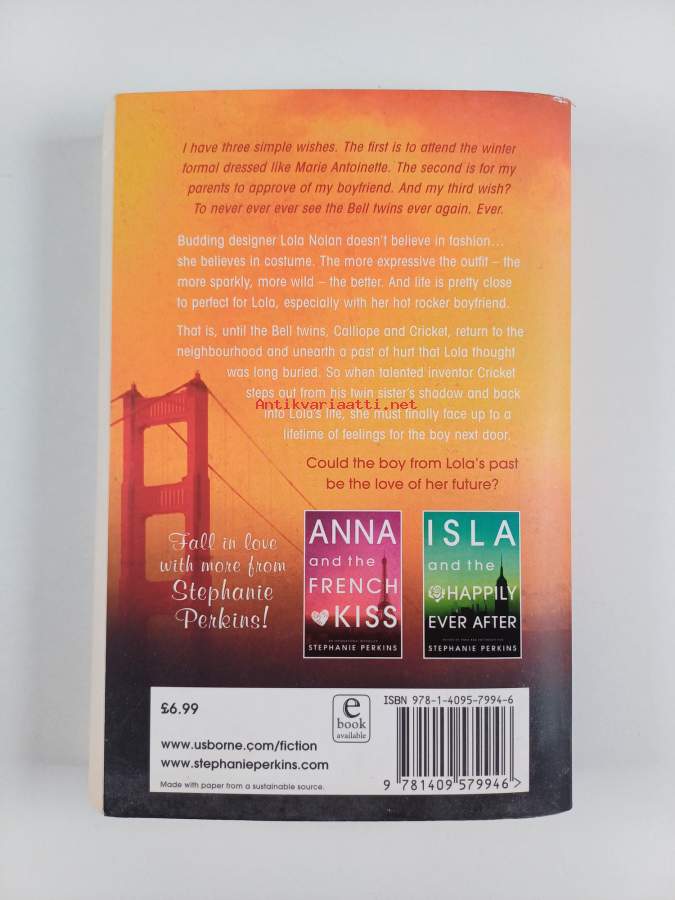 I have three simple wishes. The first is to attend the winter
formal dressed like Marie Antoinette. The second is for my
parents to approve of my boyfriend. And my third wish?
To never ever ever see the Bell twins ever again. Ever.
Budding designer Lola Nolan doesn't believe in fashion...
she believes in costume. The more expressive the outfit – the
more sparkly, more wild – the better. And life is pretty close
to perfect for Lola, especially with her hot rocker boyfriend.
That is, until the Bell twins, Calliope and Cricket, return to the
neighbourhood and unearth a past of hurt that Lola thought
was long buried. So when talented inventor Cricket
steps out from his twin sister's shadow and back
Antikvariaatti.net
into Lola's life, she must finally face up to a
lifetime of feelings for the boy next door.
Could the boy from Lola's past
be the love of her future?
Fall in love
with more from
Stephanie
Perkins!
ANNA
and the
FRENCH
KISS
STEPHANIE PERKINS
ISLA
and the
HAPPILY
EVER AFTER
STEPHANIE PERKINS
£6.99
e
book
available
www.usborne.com/fiction
www.stephanieperkins.com
Made with paper from a sustainable source.
ISBN 978-1-4095-7994-6
9 781409 579946 >